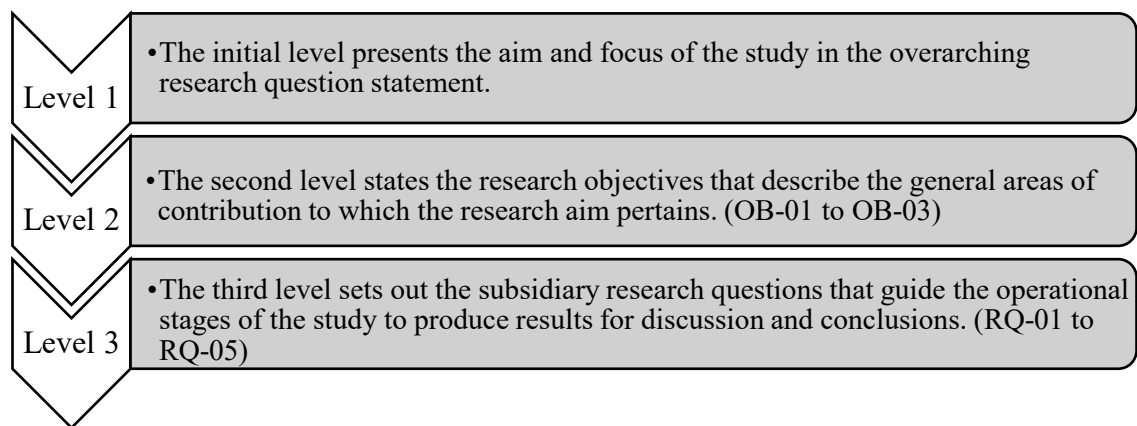 Level 1
•The initial level presents the aim and focus of the study in the overarching
research question statement.
Level 2
•The second level states the research objectives that describe the general areas of
contribution to which the research aim pertains. (OB-01 to OB-03)
Level 3
•The third level sets out the subsidiary research questions that guide the operational
stages of the study to produce results for discussion and conclusions. (RQ-01 to
RQ-05)